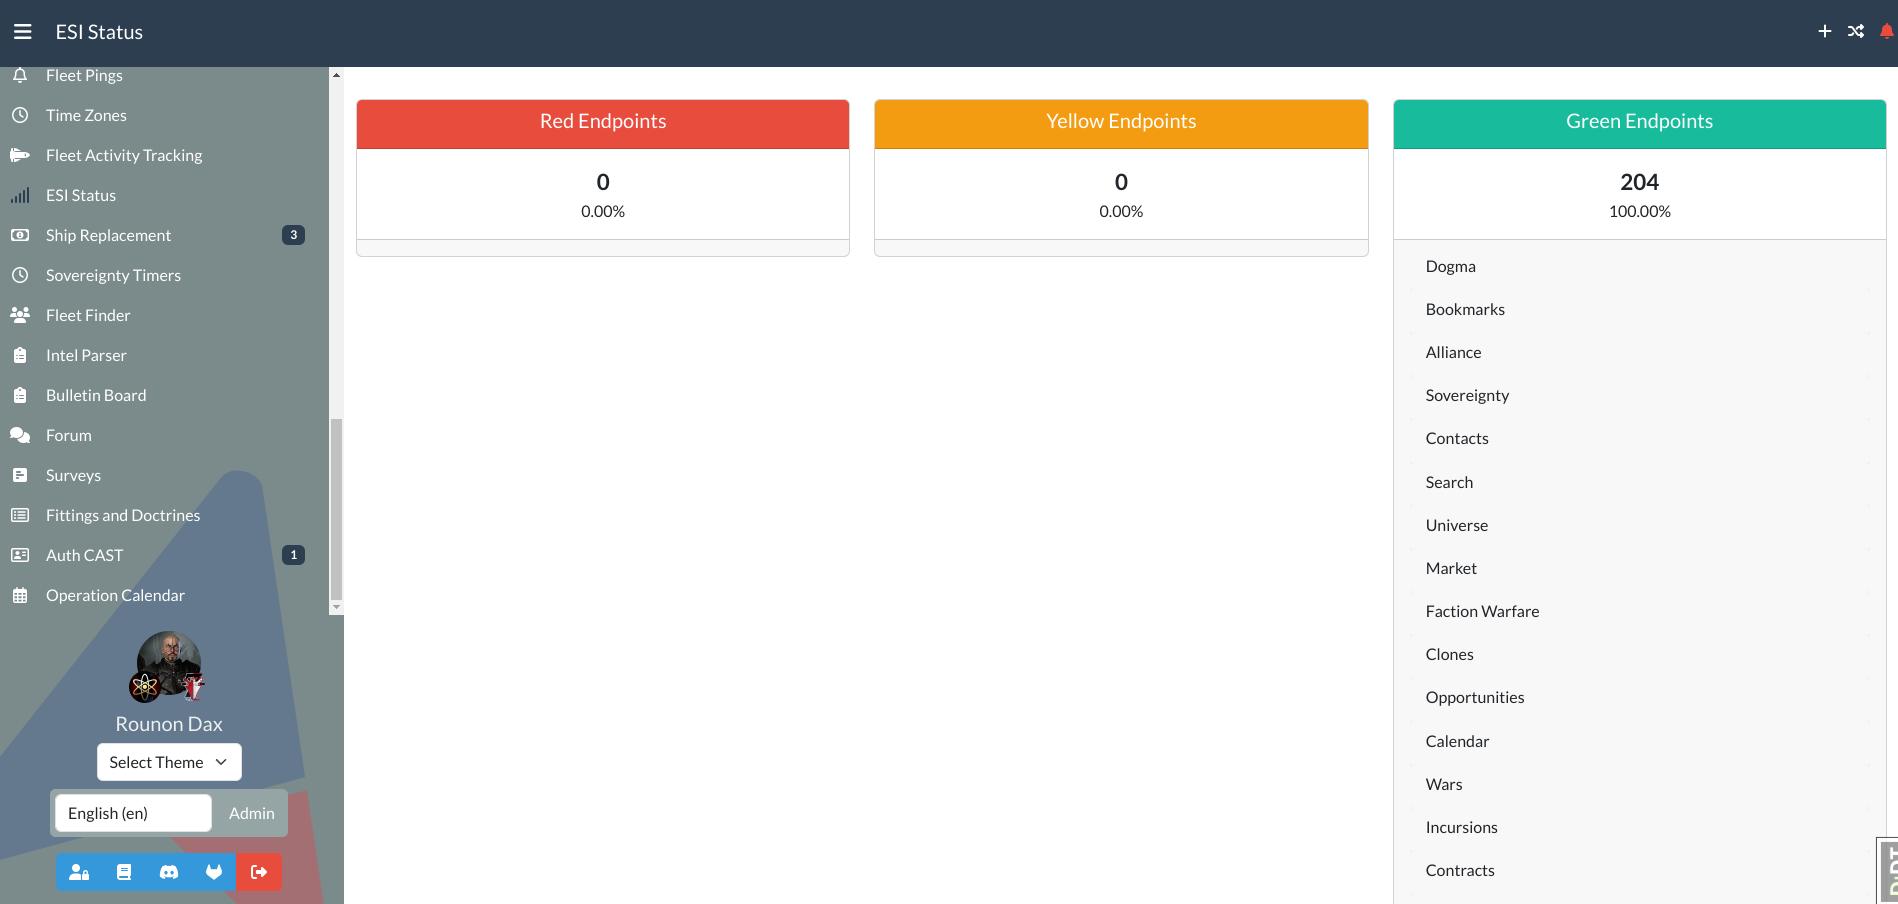 ESI Status
Fleet Pings
Time Zones
Fleet Activity Tracking
ESI Status
Ship Replacement 3
Sovereignty Timers
Fleet Finder
Intel Parser
Bulletin Board
Forum
Surveys
Fittings and Doctrines
Auth CAST 1
Operation Calendar
Rounon Dax
Select Theme
English (en) Admin
Red Endpoints
0
0.00%
Yellow Endpoints
0
0.00%
Green Endpoints
204
100.00%
Dogma
Bookmarks
Alliance
Sovereignty
Contacts
Search
Universe
Market
Faction Warfare
Clones
Opportunities
Calendar
Wars
Incursions
Contracts